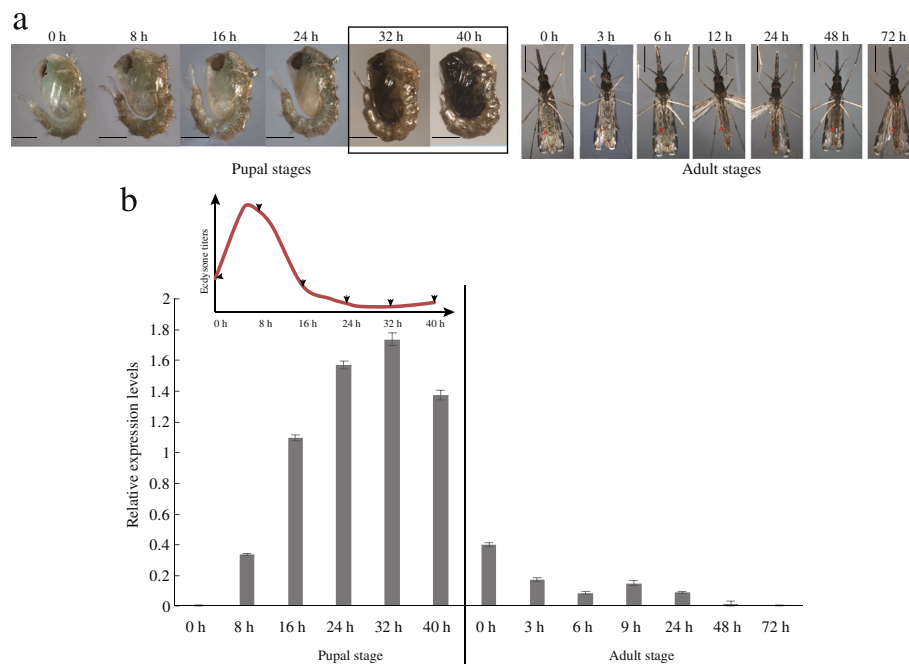 a
0 h 8 h 16 h 24 h 32 h 40 h 0 h 3 h 6 h 12 h 24 h 48 h 72 h
Pupal stages Adult stages
b
Ecdysone titers
0 h 8 h 16 h 24 h 32 h 40 h
Relative expression levels
2
1.8
1.6
1.4
1.2
1
0.8
0.6
0.4
0.2
0
0 h 8 h 16 h 24 h 32 h 40 h 0 h 3 h 6 h 9 h 24 h 48 h 72 h
Pupal stage Adult stage